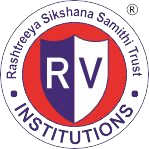 Rashtreeya Sikshana Samithi Trust
®
RV
• INSTITUTIONS •